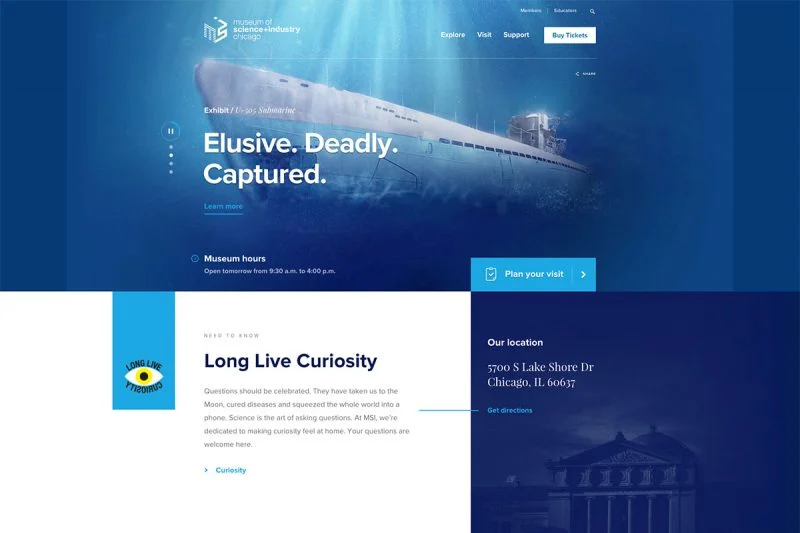 Members
Educators
museum of
science+industry
chicago
Explore
Visit
Support
Buy Tickets
SHARE
Exhibit / U-505 Submarine
Elusive. Deadly.
Captured.
Learn more
Museum hours
Open tomorrow from 9:30 a.m. to 4:00 p.m.
Plan your visit
LONG LIVE
CURIOSITY
NEED TO KNOW
Long Live Curiosity
Questions should be celebrated. They have taken us to the
Moon, cured diseases and squeezed the whole world into a
phone. Science is the art of asking questions. At MSI, we're
dedicated to making curiosity feel at home. Your questions are
welcome here.
Curiosity
Our location
5700 S Lake Shore Dr
Chicago, IL 60637
Get directions